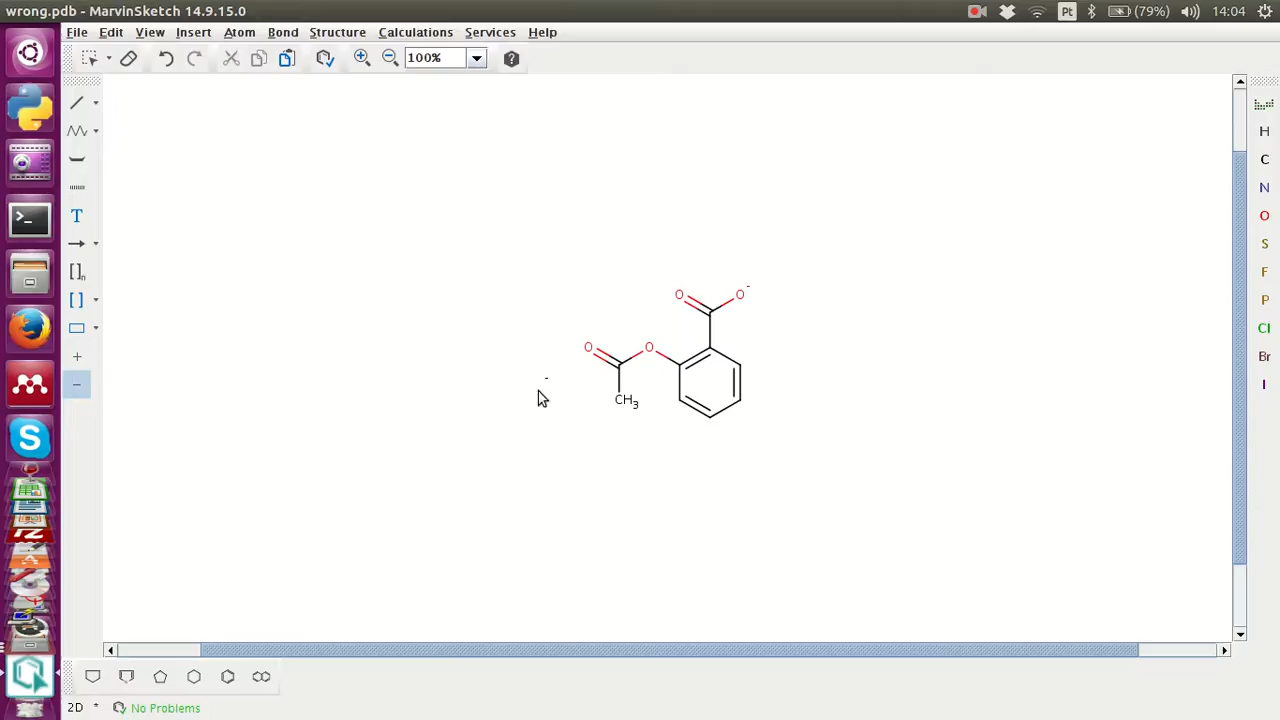 wrong.pdb - MarvinSketch 14.9.15.0
Pt
(79%)
14:04
File Edit View Insert Atom Bond Structure Calculations Services Help
100%
?
T
[ ]n
[ ]
+
−
H
C
N
O
S
F
P
Cl
Br
I
O O-
O O
CH3
-
2D * No Problems